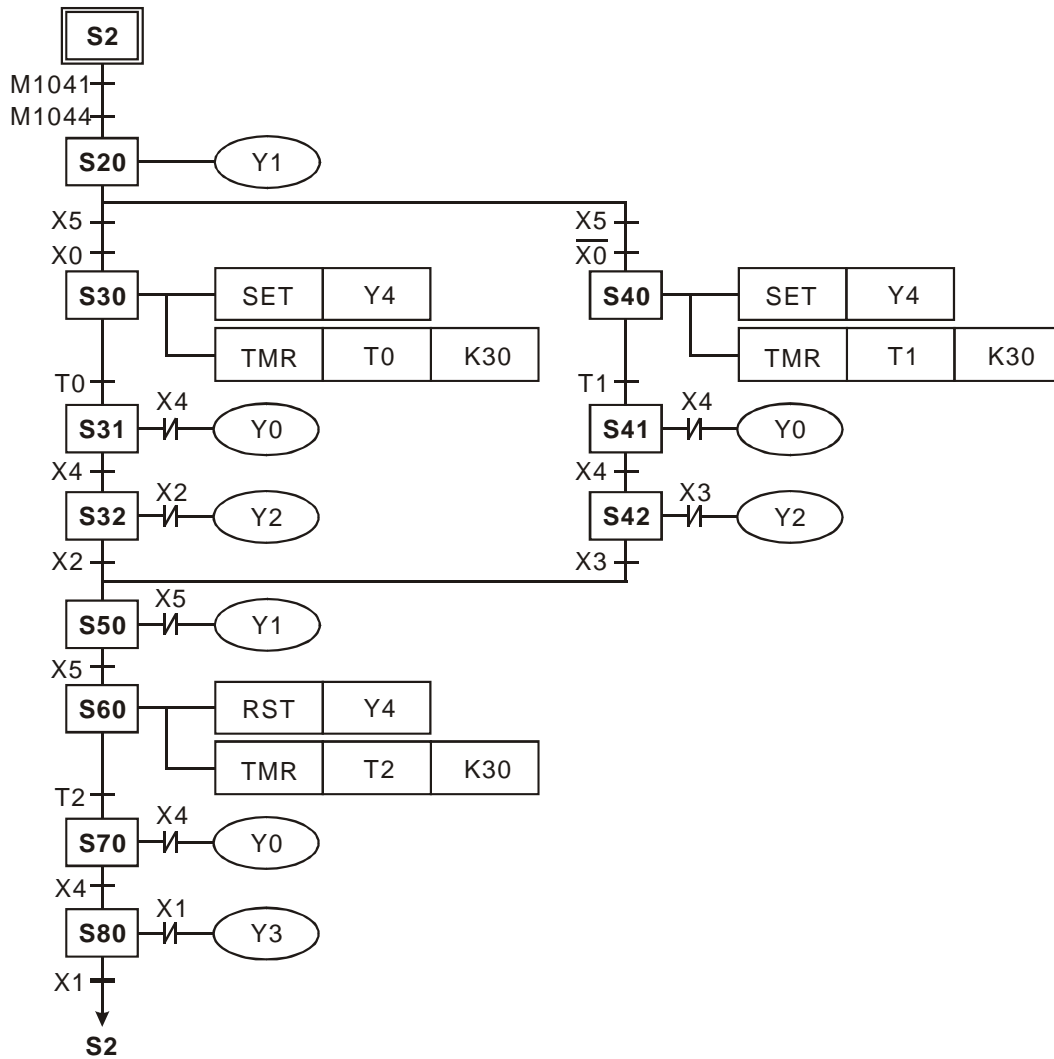 S2
M1041
M1044
S20 Y1
X5 X5
X0 X0
S30 SET Y4 S40 SET Y4
TMR T0 K30 TMR T1 K30
T0 T1
X4 X4
S31 Y0 S41 Y0
X4 X4
X2 X3
S32 Y2 S42 Y2
X2 X3
X5
S50 Y1
X5
S60 RST Y4
TMR T2 K30
T2
X4
S70 Y0
X4
X1
S80 Y3
X1
S2